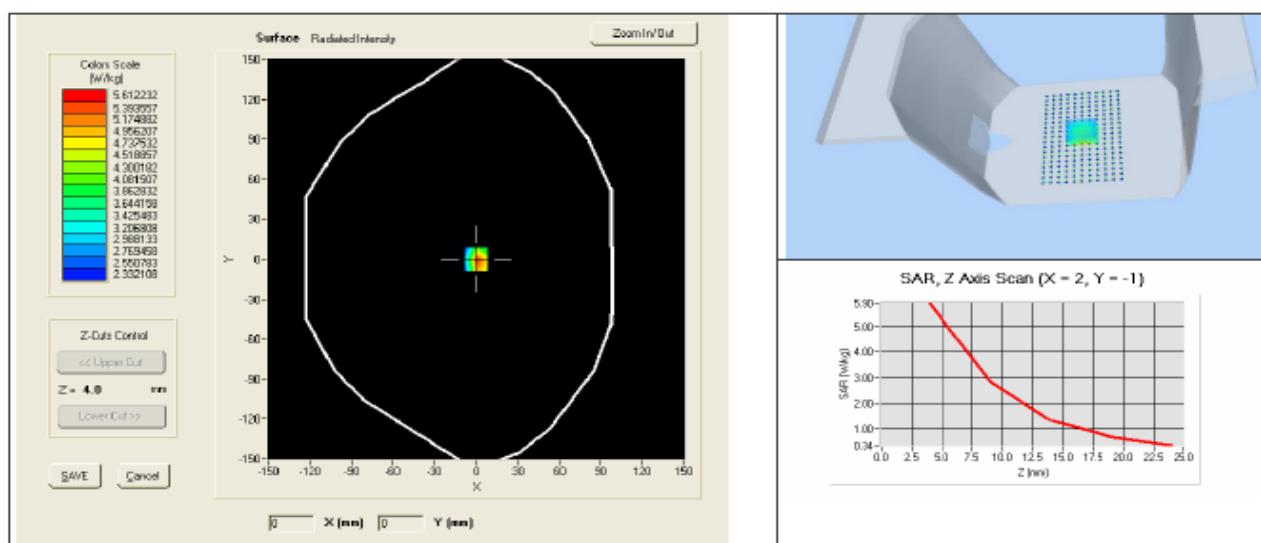 Surface Radiated Intensity
Zoom In/Out
Colors Scale
[W/kg]
5.612232
5.393557
5.174882
4.956207
4.737532
4.518857
4.300182
4.081507
3.862832
3.644158
3.425483
3.206808
2.988133
2.769458
2.550783
2.332108
Z-Cuts Control
<< Upper Cut
Z = 4.0 mm
Lower Cut >>
SAVE Cancel
150
120
90
60
30
0
-30
-60
-90
-120
-150
Y
-150 -120 -90 -60 -30 0 30 60 90 120 150
X
0 X (mm) 0 Y (mm)
SAR, Z Axis Scan (X = 2, Y = -1)
5.90
5.00
4.00
3.00
2.00
1.00
0.34
SAR (W/kg)
0.0 2.5 5.0 7.5 10.0 12.5 15.0 17.5 20.0 22.5 25.0
Z (mm)